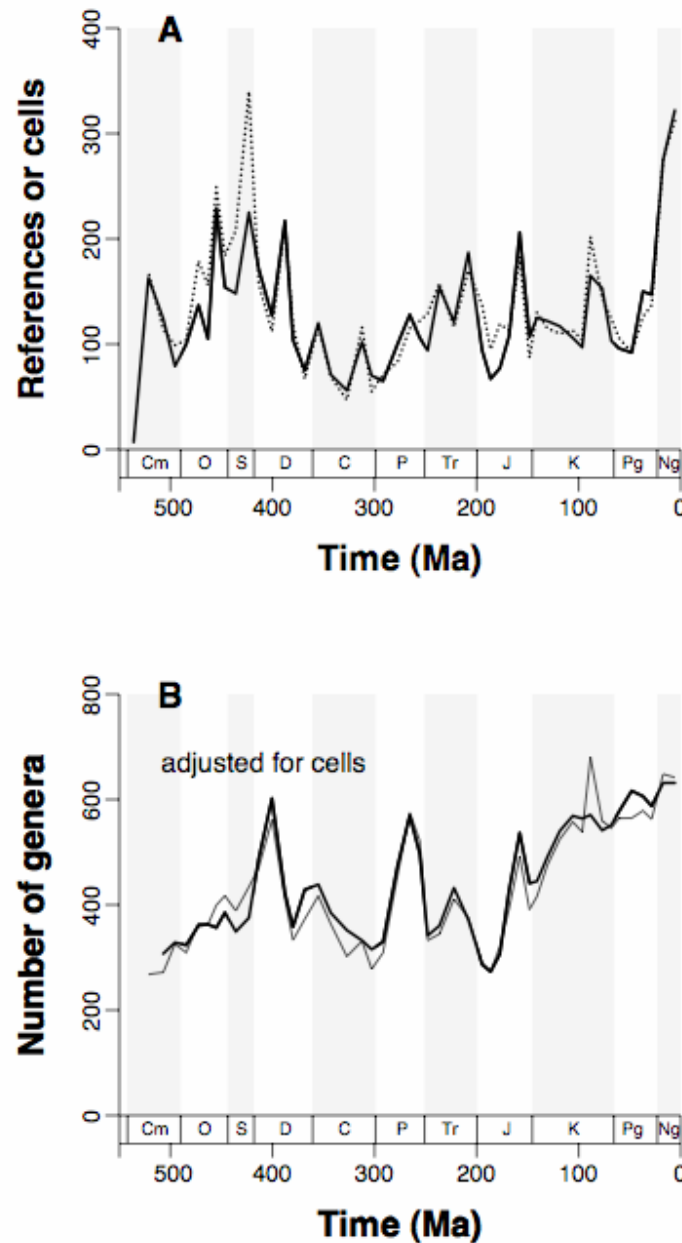 A
References or cells
400
300
200
100
0
Cm O S D C P Tr J K Pg Ng
500 400 300 200 100 0
Time (Ma)
B
adjusted for cells
Number of genera
800
600
400
200
0
Cm O S D C P Tr J K Pg Ng
500 400 300 200 100 0
Time (Ma)